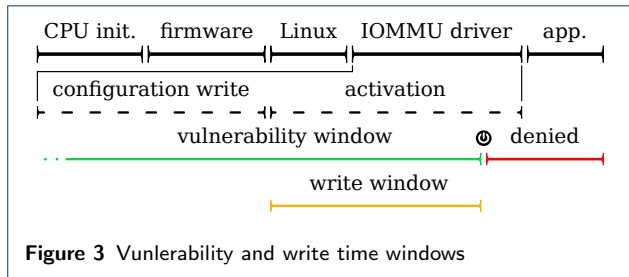 CPU init. firmware Linux IOMMU driver app.
configuration write activation
vulnerability window denied
write window
Figure 3 Vunlerability and write time windows